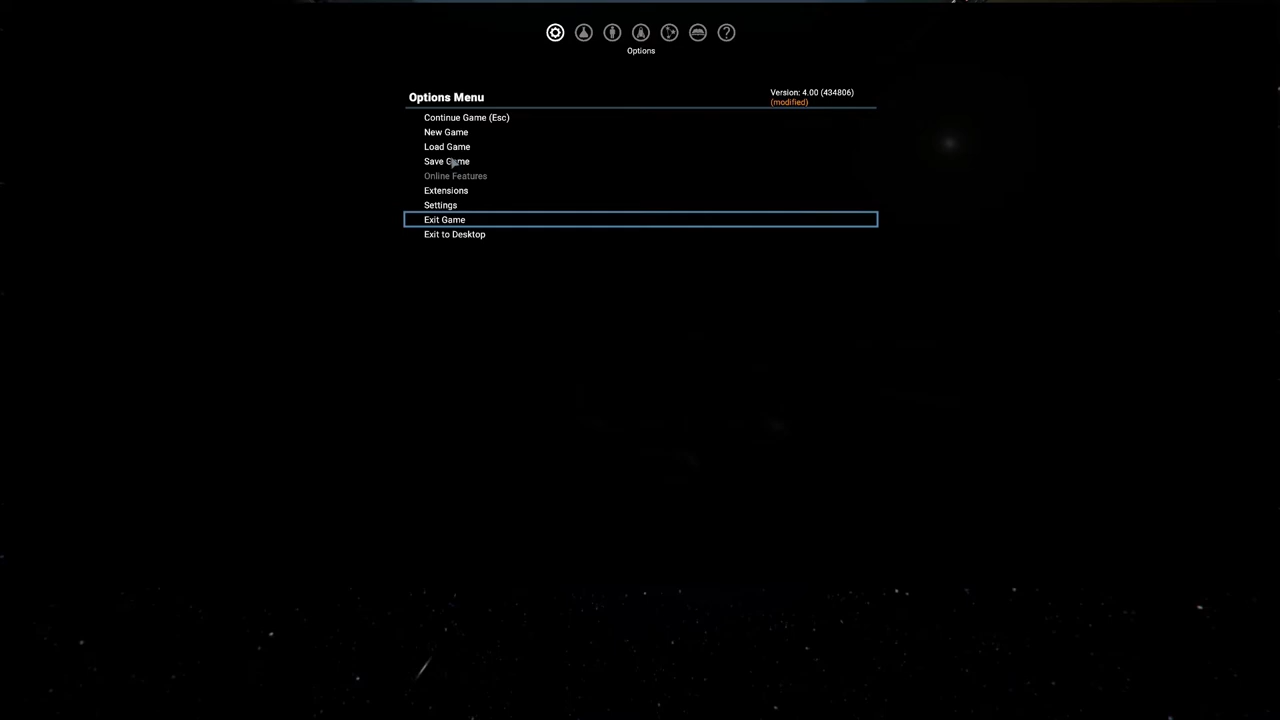 Options
Options Menu
Version: 4.00 (434806)
(modified)
Continue Game (Esc)
New Game
Load Game
Save Game
Online Features
Extensions
Settings
Exit Game
Exit to Desktop